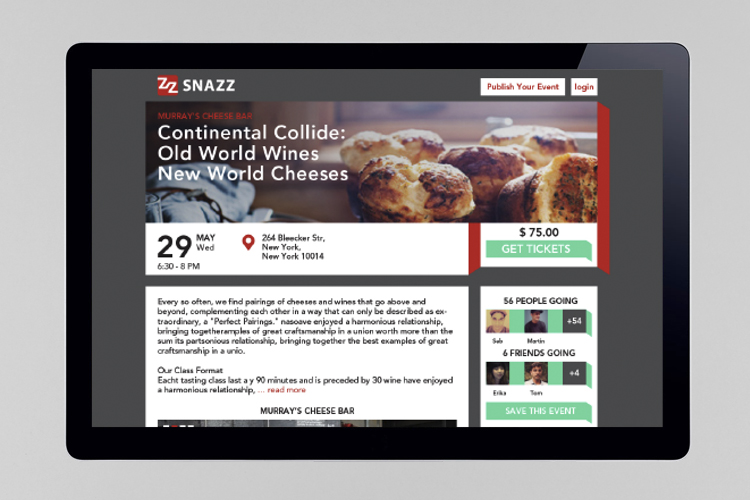 ZZ SNAZZ
Publish Your Event
login
MURRAY'S CHEESE BAR
Continental Collide:
Old World Wines
New World Cheeses
29 MAY
Wed
6:30 - 8 PM
264 Bleecker Str,
New York,
New York 10014
$ 75.00
GET TICKETS
Every so often, we find pairings of cheeses and wines that go above and
beyond, complementing each other in a way that can only be described as ex-
traordinary, a "Perfect Pairings." nasoave enjoyed a harmonious relationship,
bringing togetheramples of great craftsmanship in a union worth more than the
sum its partsonious relationship, bringing together the best examples of great
craftsmanship in a unio.
Our Class Format
Eacht tasting class last a y 90 minutes and is preceded by 30 wine have enjoyed
a harmonious relationship, ... read more
MURRAY'S CHEESE BAR
56 PEOPLE GOING
+54
Seb
Martin
6 FRIENDS GOING
+4
Erika
Tom
SAVE THIS EVENT